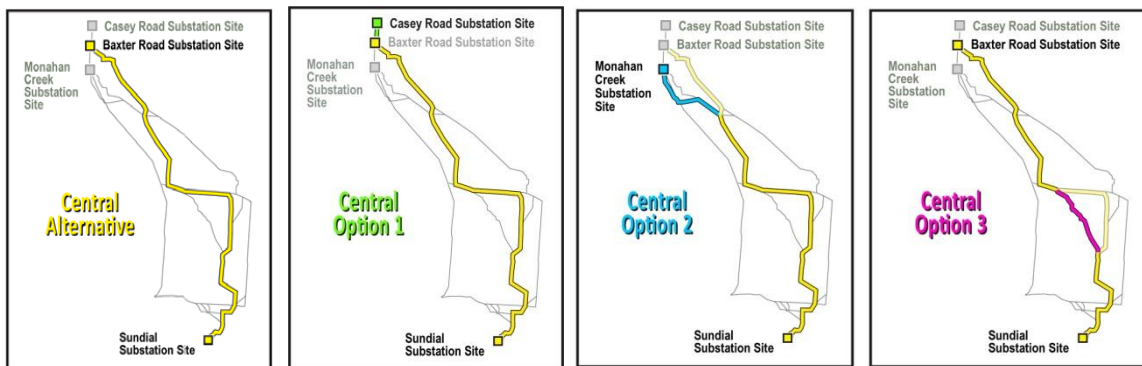 Casey Road Substation Site
Baxter Road Substation Site
Monahan
Creek
Substation
Site
Central
Alternative
Sundial
Substation Site
Casey Road Substation Site
Baxter Road Substation Site
Monahan
Creek
Substation
Site
Central
Option 1
Sundial
Substation Site
Casey Road Substation Site
Baxter Road Substation Site
Monahan
Creek
Substation
Site
Central
Option 2
Sundial
Substation Site
Casey Road Substation Site
Baxter Road Substation Site
Monahan
Creek
Substation
Site
Central
Option 3
Sundial
Substation Site